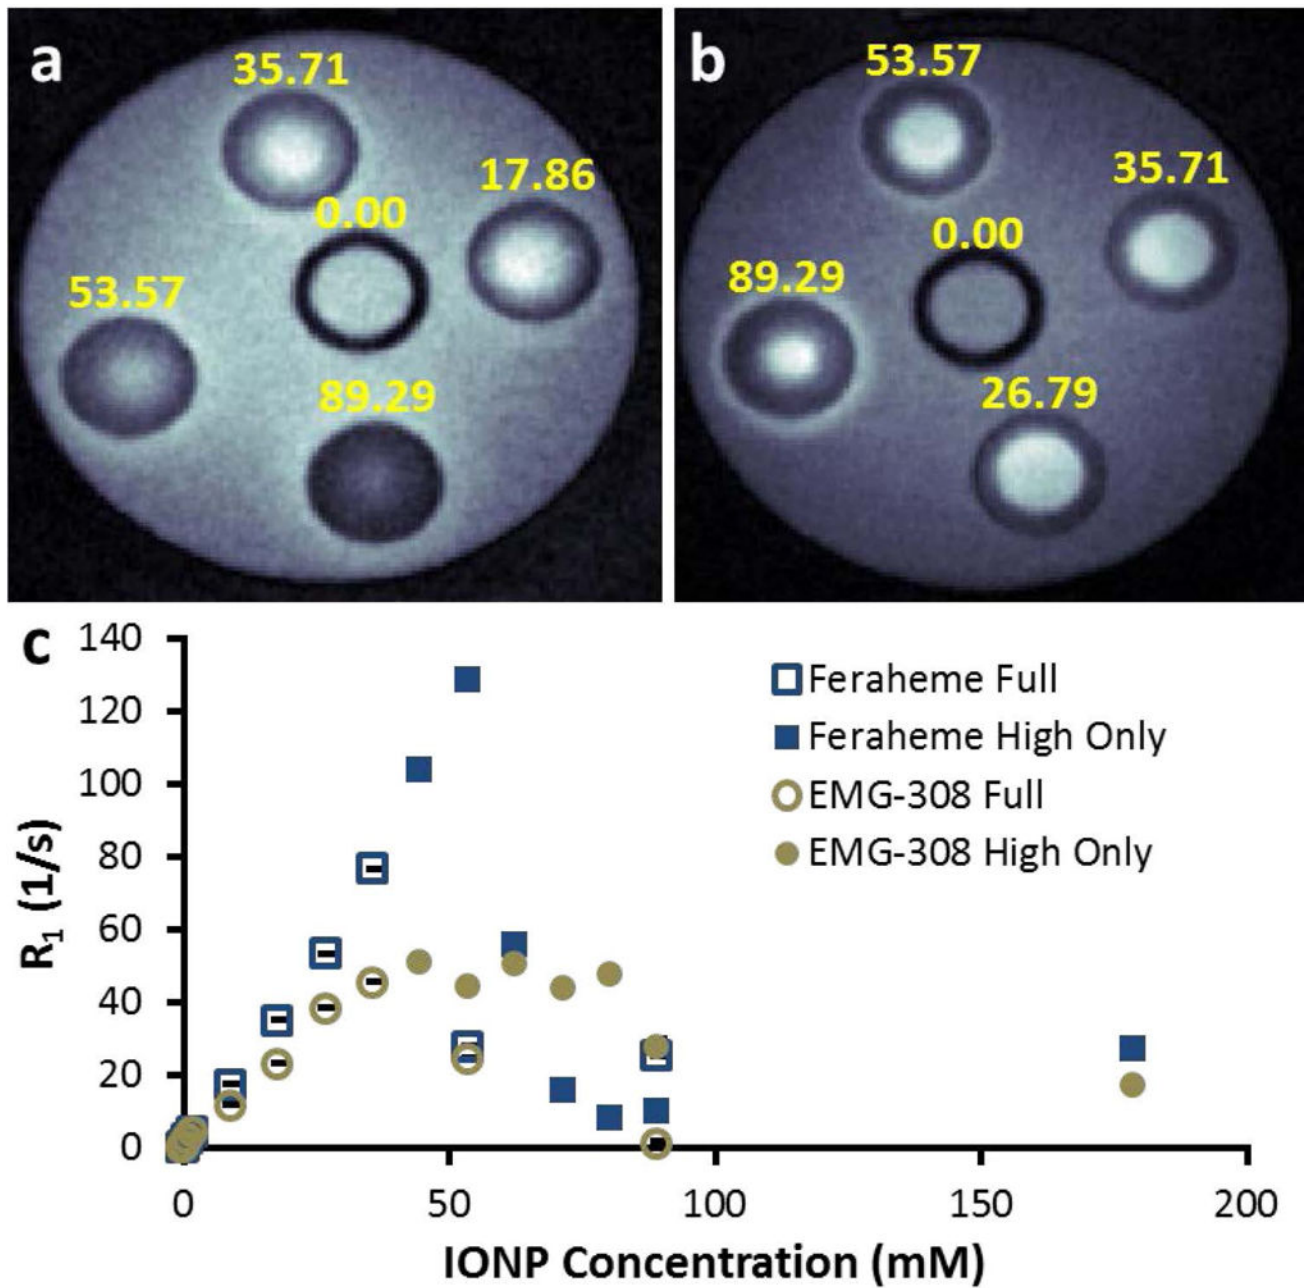 a
35.71
17.86
0.00
53.57
89.29
b
53.57
35.71
0.00
89.29
26.79
c
140
120
100
80
60
40
20
0
R1 (1/s)
Feraheme Full
Feraheme High Only
EMG-308 Full
EMG-308 High Only
0 50 100 150 200
IONP Concentration (mM)